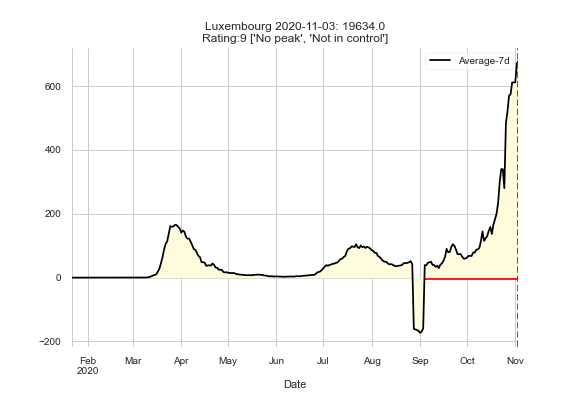 Luxembourg 2020-11-03: 19634.0
Rating:9 ['No peak', 'Not in control']
Average-7d
600
400
200
0
−200
Feb Mar Apr May Jun Jul Aug Sep Oct Nov
2020
Date